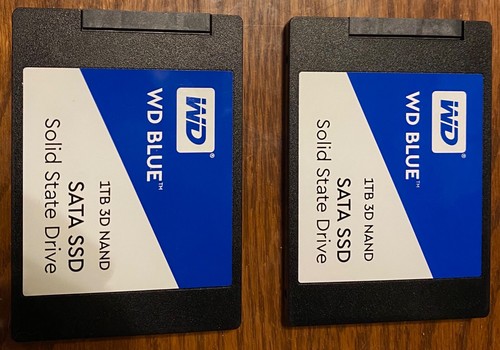 WD®
WD BLUE™
1TB 3D NAND
SATA SSD
Solid State Drive
WD®
WD BLUE™
1TB 3D NAND
SATA SSD
Solid State Drive